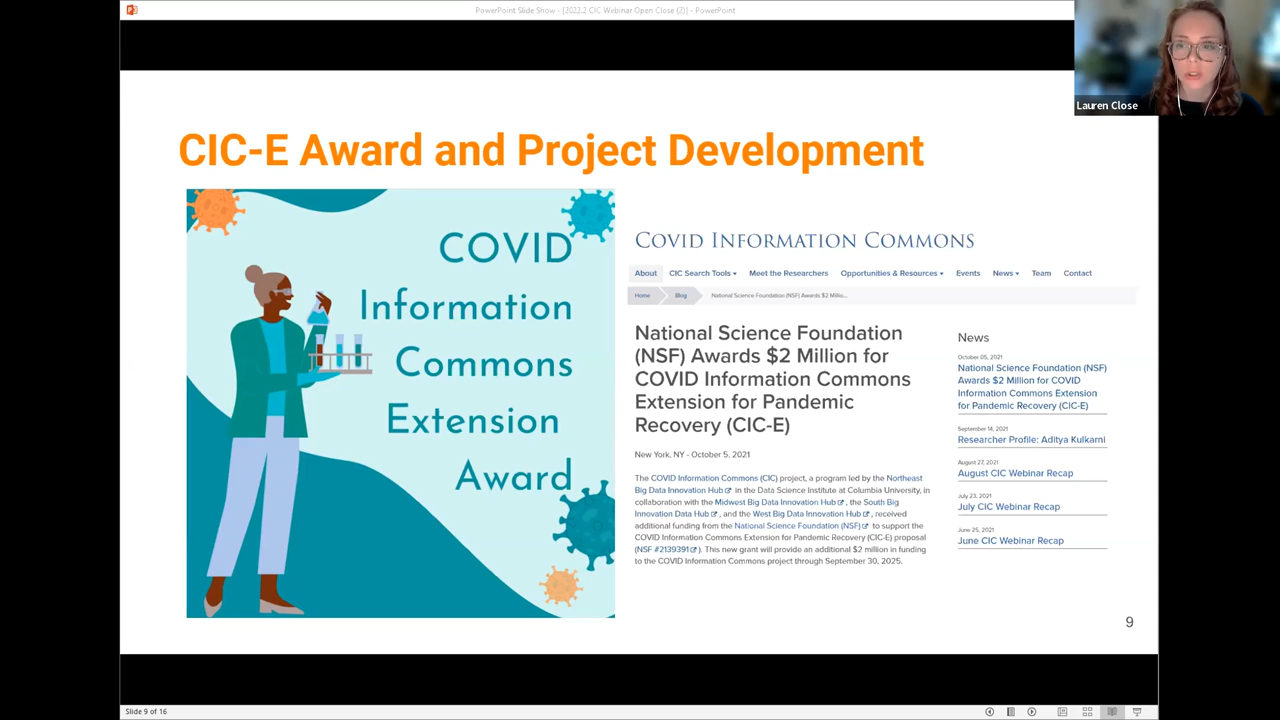 PowerPoint Slide Show - [2022.2 CIC Webinar Open Close (2)] - PowerPoint
Lauren Close
CIC-E Award and Project Development
COVID
Information
Commons
Extension
Award
COVID INFORMATION COMMONS
About CIC Search Tools Meet the Researchers Opportunities & Resources Events News Team Contact
Home Blog National Science Foundation (NSF) Awards $2 Millio...
National Science Foundation
(NSF) Awards $2 Million for
COVID Information Commons
Extension for Pandemic
Recovery (CIC-E)
New York, NY - October 5, 2021
The COVID Information Commons (CIC) project, a program led by the Northeast
Big Data Innovation Hub in the Data Science Institute at Columbia University, in
collaboration with the Midwest Big Data Innovation Hub, the South Big
Innovation Data Hub, and the West Big Data Innovation Hub, received
additional funding from the National Science Foundation (NSF) to support the
COVID Information Commons Extension for Pandemic Recovery (CIC-E) proposal
(NSF #2139391). This new grant will provide an additional $2 million in funding
to the COVID Information Commons project through September 30, 2025.
News
October 05, 2021
National Science Foundation (NSF)
Awards $2 Million for COVID
Information Commons Extension
for Pandemic Recovery (CIC-E)
September 14, 2021
Researcher Profile: Aditya Kulkarni
August 27, 2021
August CIC Webinar Recap
July 23, 2021
July CIC Webinar Recap
June 25, 2021
June CIC Webinar Recap
9
Slide 9 of 16